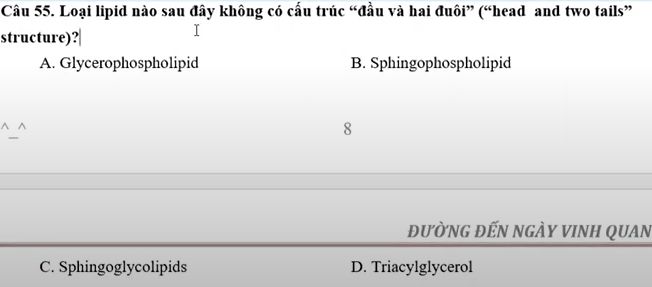 Câu 55. Loại lipid nào sau đây không có cấu trúc “đầu và hai đuôi” (“head and two tails”
structure)?
A. Glycerophospholipid B. Sphingophospholipid
^_^ 8
ĐƯỜNG ĐẾN NGÀY VINH QUAN
C. Sphingoglycolipids D. Triacylglycerol